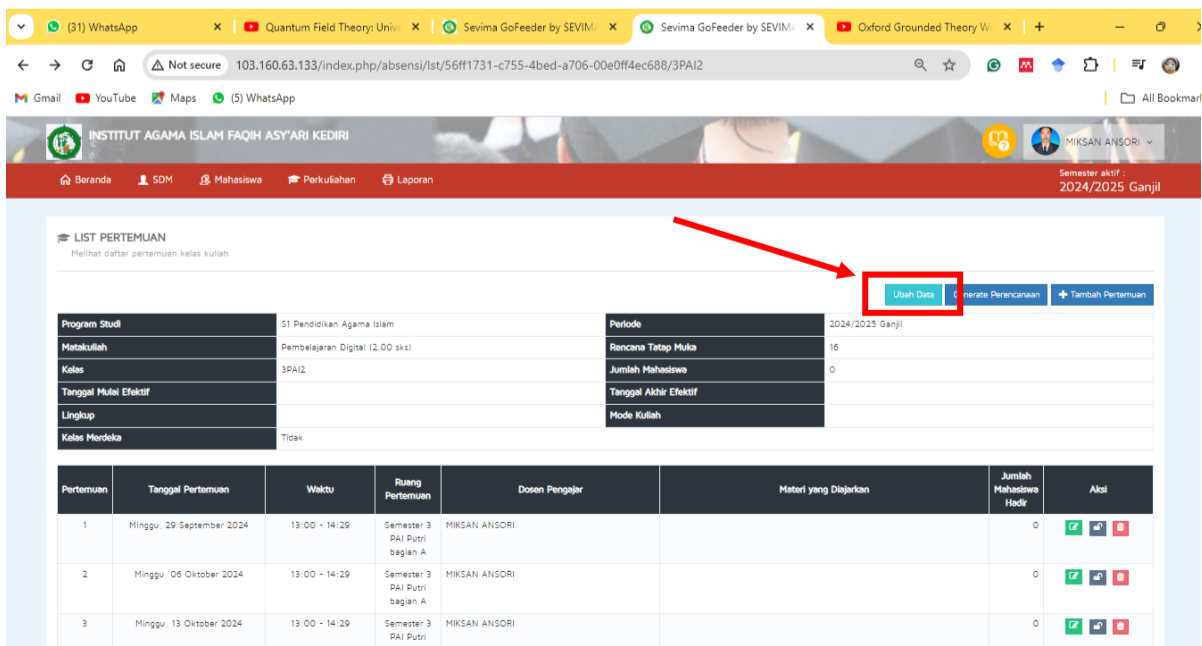 (31) WhatsApp
Quantum Field Theory: Unive
Sevima GoFeeder by SEVIMA
Sevima GoFeeder by SEVIMA
Oxford Grounded Theory W
Not secure 103.160.63.133/index.php/absensi/lst/56ff1731-c755-4bed-a706-00e0ff4ec688/3PAI2
Gmail YouTube Maps (5) WhatsApp All Bookmar
INSTITUT AGAMA ISLAM FAQIH ASY'ARI KEDIRI
MIKSAN ANSORI
Beranda SDM Mahasiswa Perkuliahan Laporan
Semester aktif :
2024/2025 Ganjil
LIST PERTEMUAN
Melihat daftar pertemuan kelas kuliah
Ubah Data
nerate Perencanaan
Tambah Pertemuan
Program Studi S1 Pendidikan Agama Islam Periode 2024/2025 Ganjil
Matakuliah Pembelajaran Digital (2.00 sks) Rencana Tatap Muka 16
Kelas 3PAI2 Jumlah Mahasiswa 0
Tanggal Mulai Efektif Tanggal Akhir Efektif
Lingkup Mode Kuliah
Kelas Merdeka Tidak
Pertemuan Tanggal Pertemuan Waktu Ruang Pertemuan Dosen Pengajar Materi yang Diajarkan Jumlah Mahasiswa Hadir Aksi
1 Minggu, 29 September 2024 13:00 - 14:29 Semester 3 MIKSAN ANSORI 0
PAI Putri
bagian A
2 Minggu, 06 Oktober 2024 13:00 - 14:29 Semester 3 MIKSAN ANSORI 0
PAI Putri
bagian A
3 Minggu, 13 Oktober 2024 13:00 - 14:29 Semester 3 MIKSAN ANSORI 0
PAI Putri